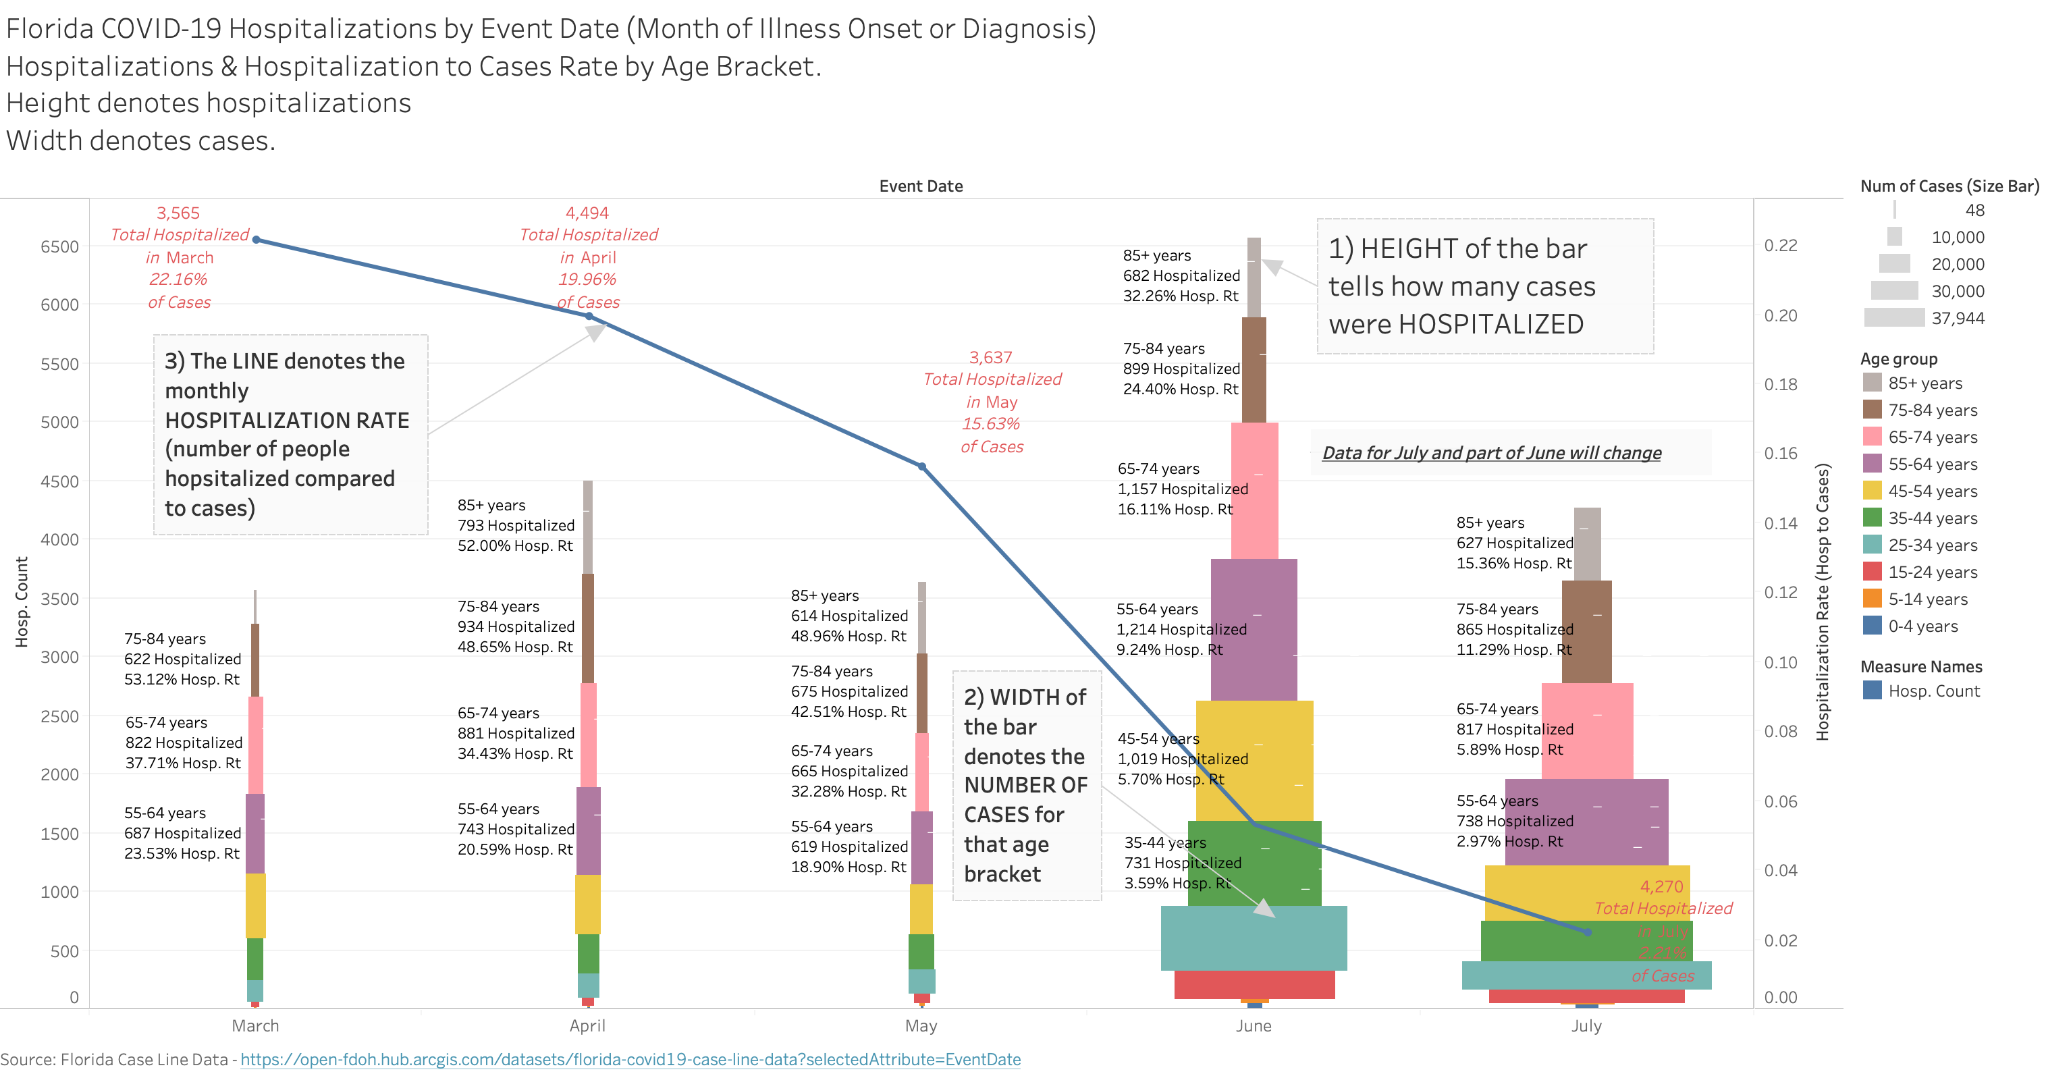 Florida COVID-19 Hospitalizations by Event Date (Month of Illness Onset or Diagnosis)
Hospitalizations & Hospitalization to Cases Rate by Age Bracket.
Height denotes hospitalizations
Width denotes cases.
Event Date
Hosp. Count
6500
6000
5500
5000
4500
4000
3500
3000
2500
2000
1500
1000
500
0
3,565
Total Hospitalized
in March
22.16%
of Cases
3) The LINE denotes the
monthly
HOSPITALIZATION RATE
(number of people
hopsitalized compared
to cases)
75-84 years
622 Hospitalized
53.12% Hosp. Rt
65-74 years
822 Hospitalized
37.71% Hosp. Rt
55-64 years
687 Hospitalized
23.53% Hosp. Rt
4,494
Total Hospitalized
in April
19.96%
of Cases
85+ years
793 Hospitalized
52.00% Hosp. Rt
75-84 years
934 Hospitalized
48.65% Hosp. Rt
65-74 years
881 Hospitalized
34.43% Hosp. Rt
55-64 years
743 Hospitalized
20.59% Hosp. Rt
3,637
Total Hospitalized
in May
15.63%
of Cases
85+ years
614 Hospitalized
48.96% Hosp. Rt
75-84 years
675 Hospitalized
42.51% Hosp. Rt
65-74 years
665 Hospitalized
32.28% Hosp. Rt
55-64 years
619 Hospitalized
18.90% Hosp. Rt
2) WIDTH of
the bar
denotes the
NUMBER OF
CASES for
that age
bracket
85+ years
682 Hospitalized
32.26% Hosp. Rt
75-84 years
899 Hospitalized
24.40% Hosp. Rt
65-74 years
1,157 Hospitalized
16.11% Hosp. Rt
55-64 years
1,214 Hospitalized
9.24% Hosp. Rt
45-54 years
1,019 Hospitalized
5.70% Hosp. Rt
35-44 years
731 Hospitalized
3.59% Hosp. Rt
1) HEIGHT of the bar
tells how many cases
were HOSPITALIZED
Data for July and part of June will change
85+ years
627 Hospitalized
15.36% Hosp. Rt
75-84 years
865 Hospitalized
11.29% Hosp. Rt
65-74 years
817 Hospitalized
5.89% Hosp. Rt
55-64 years
738 Hospitalized
2.97% Hosp. Rt
4,270
Total Hospitalized
in July
2.21%
of Cases
0.22
0.20
0.18
0.16
0.14
0.12
0.10
0.08
0.06
0.04
0.02
0.00
Hospitalization Rate (Hosp to Cases)
March
April
May
June
July
Num of Cases (Size Bar)
48
10,000
20,000
30,000
37,944
Age group
85+ years
75-84 years
65-74 years
55-64 years
45-54 years
35-44 years
25-34 years
15-24 years
5-14 years
0-4 years
Measure Names
Hosp. Count
Source: Florida Case Line Data - https://open-fdoh.hub.arcgis.com/datasets/florida-covid19-case-line-data?selectedAttribute=EventDate